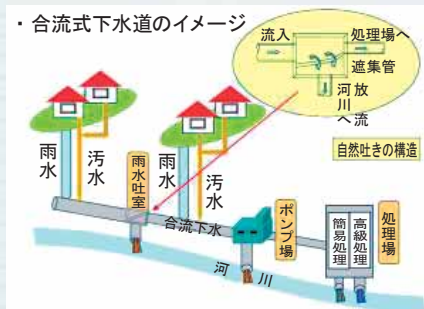 ・合流式下水道のイメージ
流入
処理場へ
遮集管
河川へ放流
自然吐きの構造
雨水
汚水
雨水
汚水
雨水吐室
合流下水
ポンプ場
簡易処理
高級処理
処理場
河川